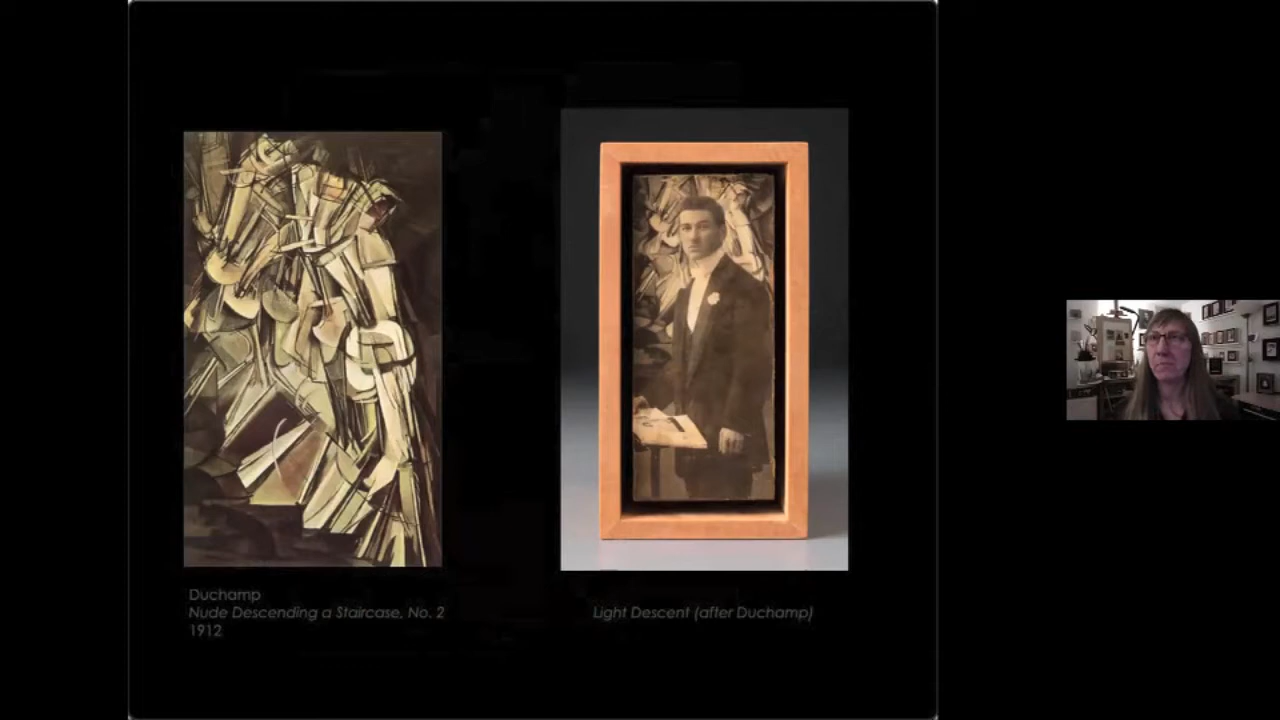 Duchamp
Nude Descending a Staircase, No. 2
1912
Light Descent (after Duchamp)